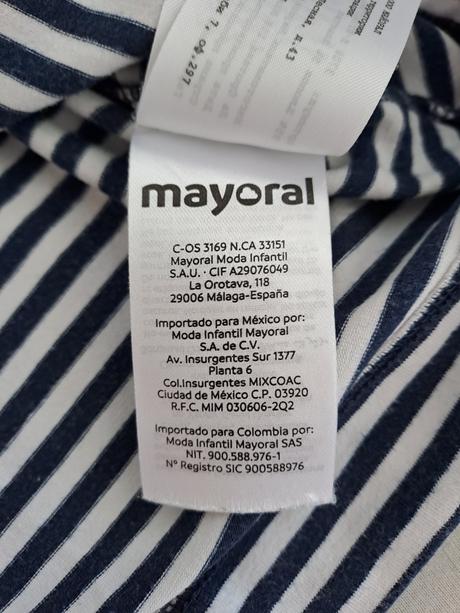 mayoral
C-OS 3169 N.CA 33151
Mayoral Moda Infantil
S.A.U. · CIF A29076049
La Orotava, 118
29006 Málaga-España
Importado para México por:
Moda Infantil Mayoral
S.A. de C.V.
Av. Insurgentes Sur 1377
Planta 6
Col.Insurgentes MIXCOAC
Ciudad de México C.P. 03920
R.F.C. MIM 030606-2Q2
Importado para Colombia por:
Moda Infantil Mayoral SAS
NIT. 900.588.976-1
N° Registro SIC 900588976